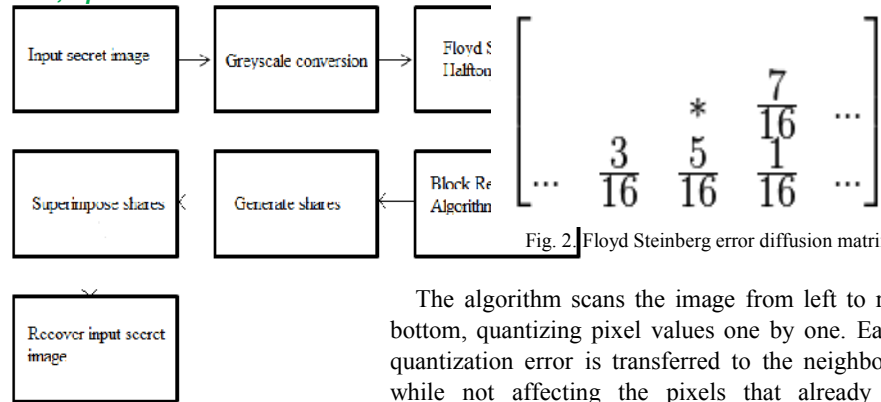 Input secret image
Greyscale conversion
Floyd S
Halfton
Superimpose shares
Generate shares
Block Re
Algorithm
Recover input secret
image
* 7/16 ...
... 3/16 5/16 1/16 ...
Fig. 2. Floyd Steinberg error diffusion matri
The algorithm scans the image from left to r
bottom, quantizing pixel values one by one. Ea
quantization error is transferred to the neighbo
while not affecting the pixels that already